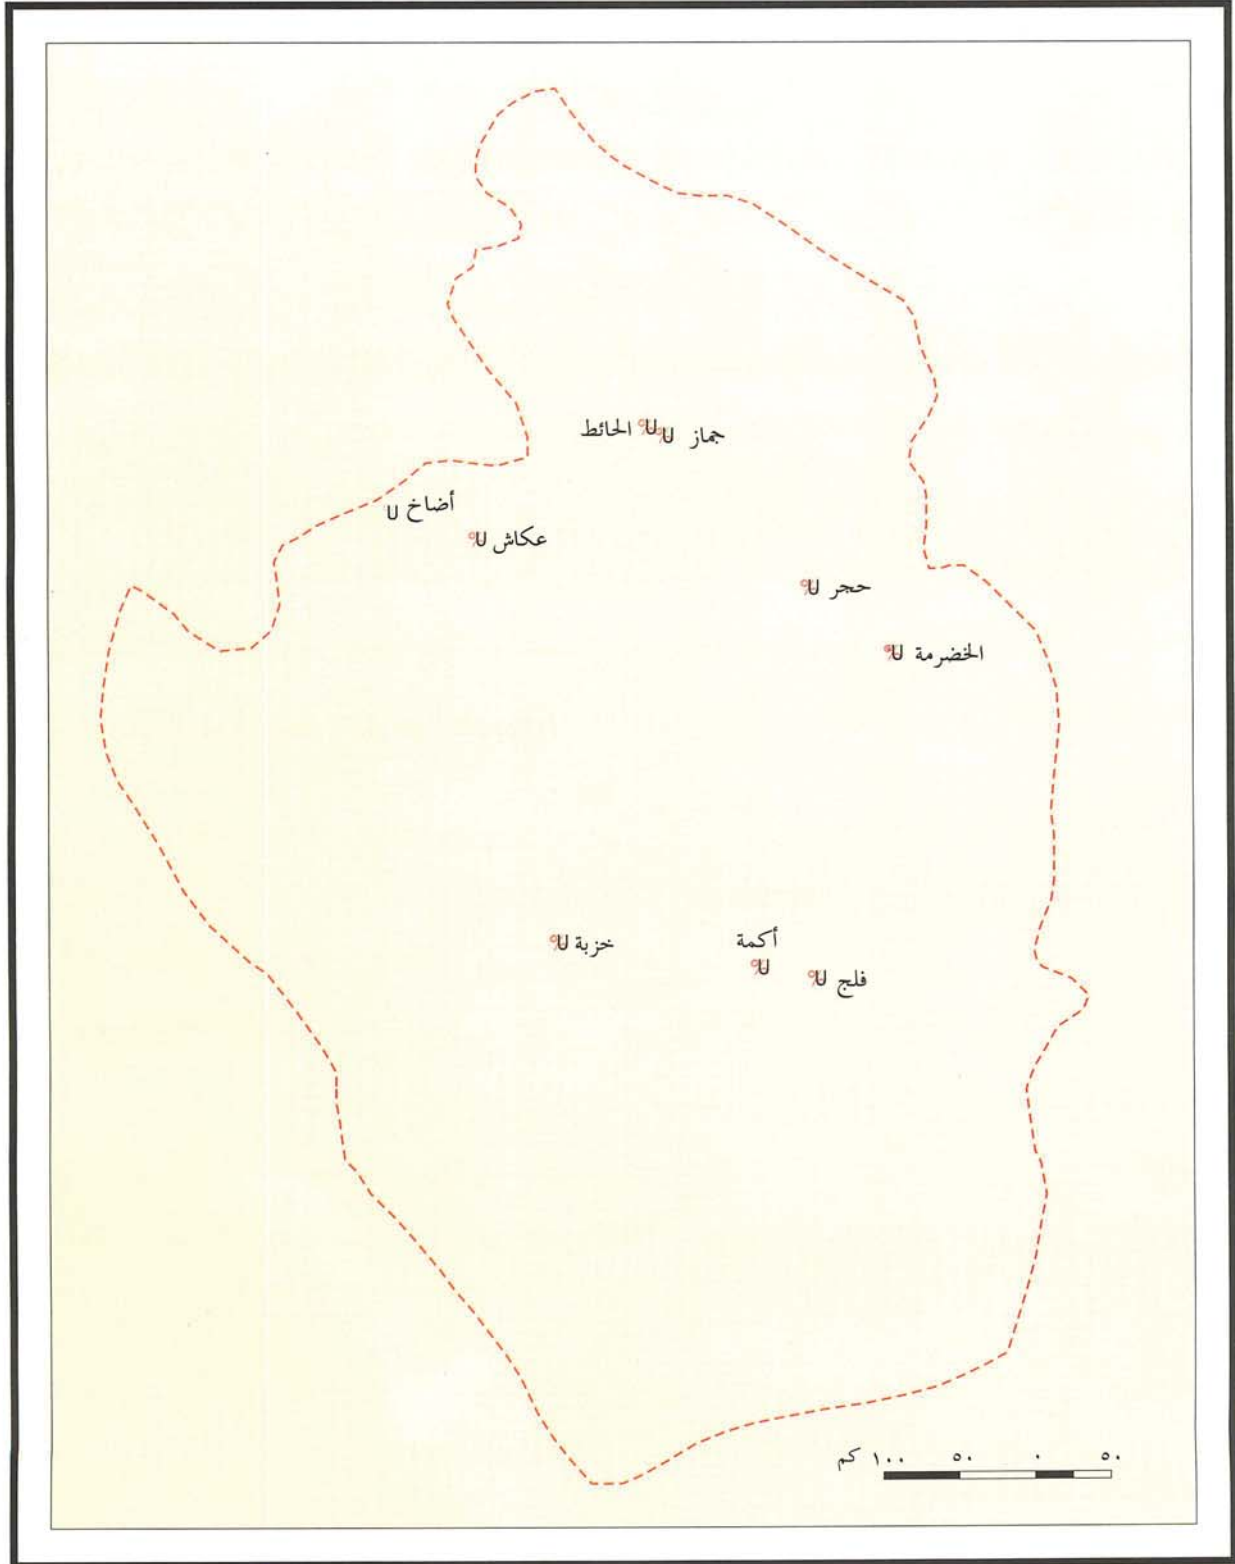 الحائط
جماز
أضاخ
عكاش
حجر
الخضرمة
أكمة
خزبة
فلج
٥٠ ٠ ٥٠ ١٠٠ كم